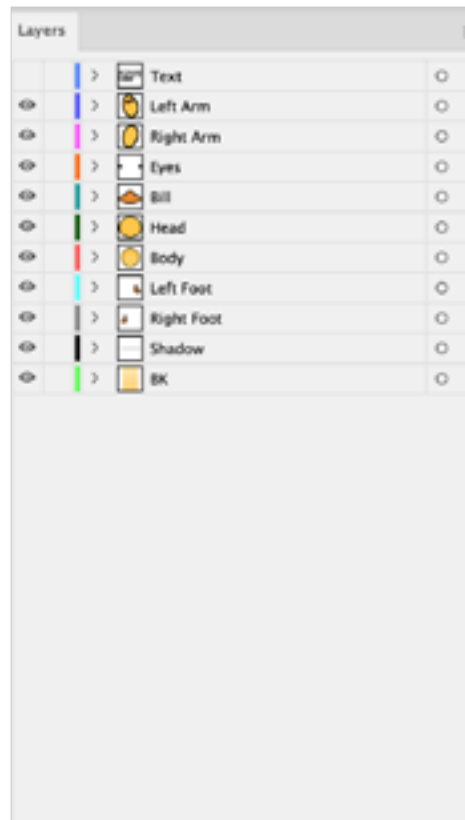 Layers
Text
Left Arm
Right Arm
Eyes
Bill
Head
Body
Left Foot
Right Foot
Shadow
BK